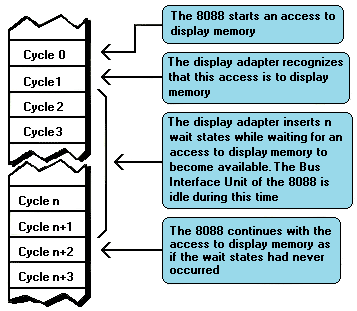 The 8088 starts an access to
display memory
Cycle 0
The display adapter recognizes
that this access is to display
memory
Cycle1
Cycle 2
Cycle3
The display adapter inserts n
wait states while waiting for an
access to display memory to
become available. The Bus
Interface Unit of the 8088 is
idle during this time
Cycle n
Cycle n+1
Cycle n+2
Cycle n+3
The 8088 continues with the
access to display memory as
if the wait states had never
occurred